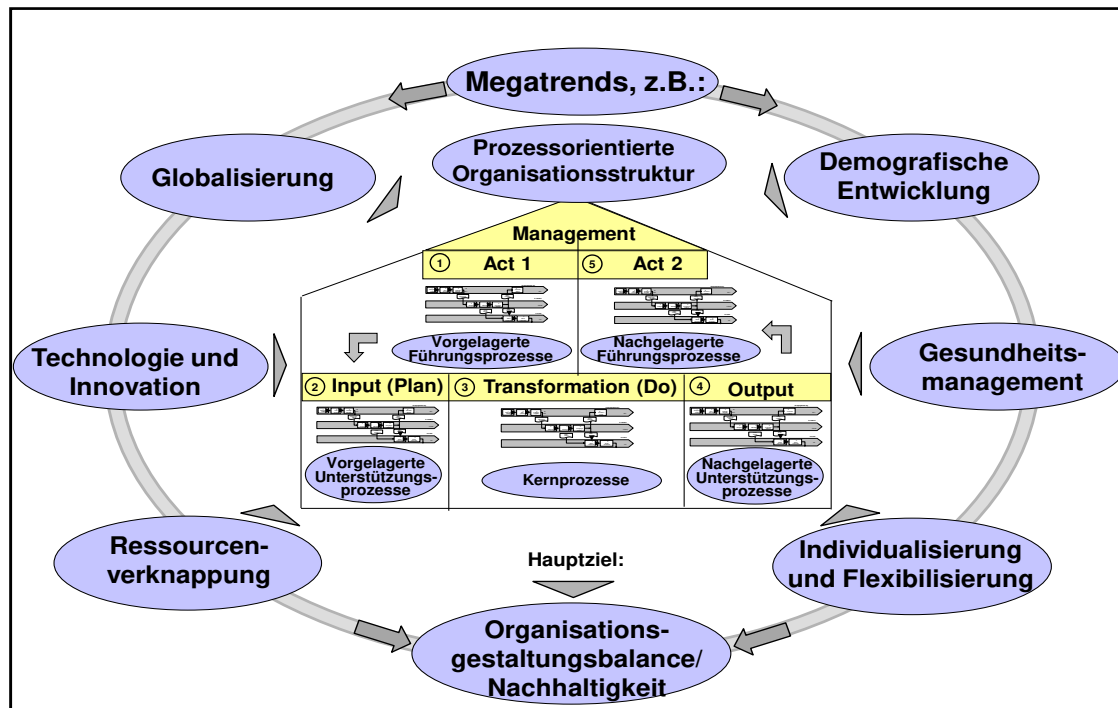 Megatrends, z.B.:
Prozessorientierte
Organisationsstruktur
Globalisierung
Demografische
Entwicklung
Management
1 Act 1
5 Act 2
Vorgelagerte
Führungsprozesse
Nachgelagerte
Führungsprozesse
Technologie und
Innovation
Gesundheits-
management
2 Input (Plan)
3 Transformation (Do)
4 Output
Vorgelagerte
Unterstützungs-
prozesse
Kernprozesse
Nachgelagerte
Unterstützungs-
prozesse
Ressourcen-
verknappung
Individualisierung
und Flexibilisierung
Hauptziel:
Organisations-
gestaltungsbalance/
Nachhaltigkeit